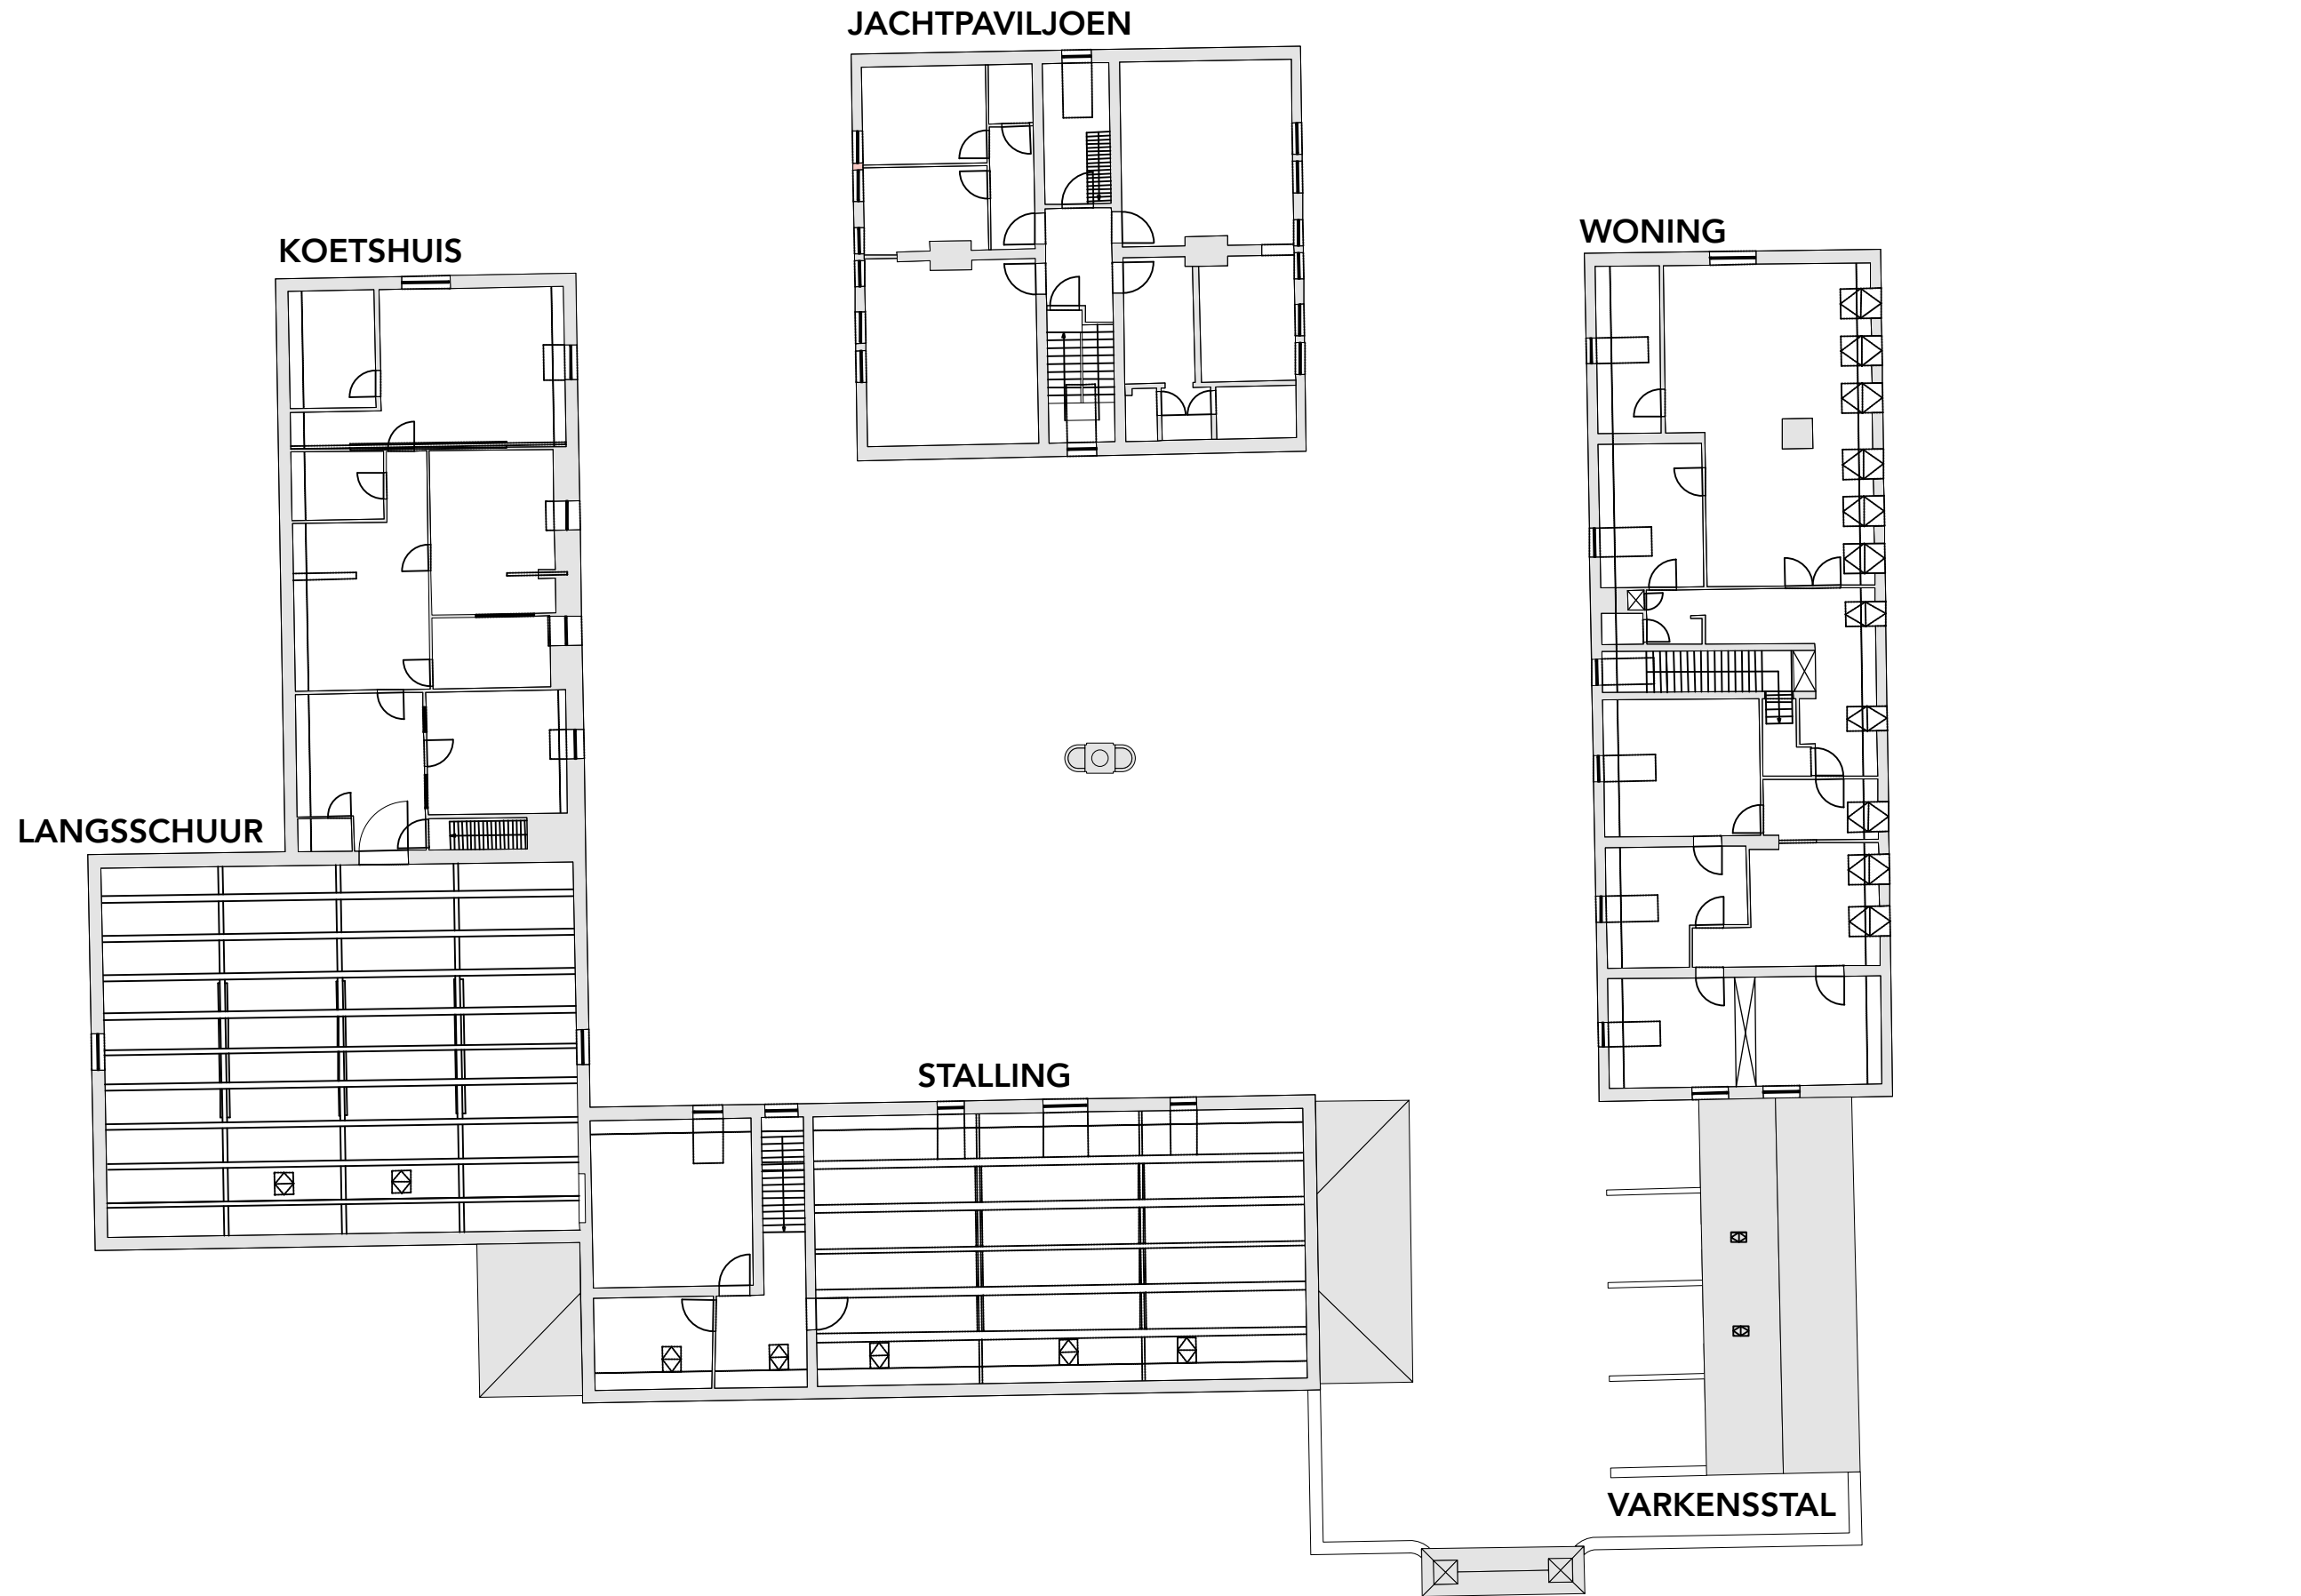 JACHTPAVILJOEN
WONING
KOETSHUIS
LANGSSCHUUR
STALLING
VARKENSSTAL